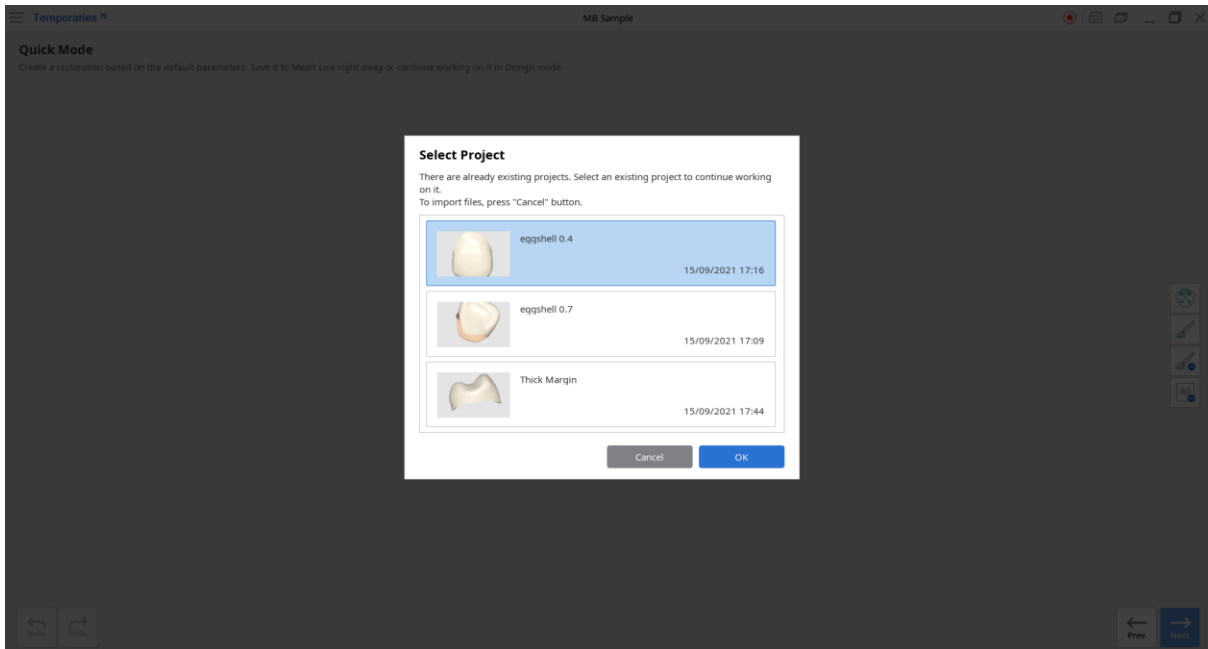 Temporaries
MB Sample
Quick Mode
Create a restoration based on the default parameters. Save it to Medit Link right away or continue working on it in Design mode.
Select Project
There are already existing projects. Select an existing project to continue working
on it.
To import files, press "Cancel" button.
eggshell 0.4
15/09/2021 17:16
eggshell 0.7
15/09/2021 17:09
Thick Margin
15/09/2021 17:44
Cancel
OK
Undo
Redo
Prev.
Next